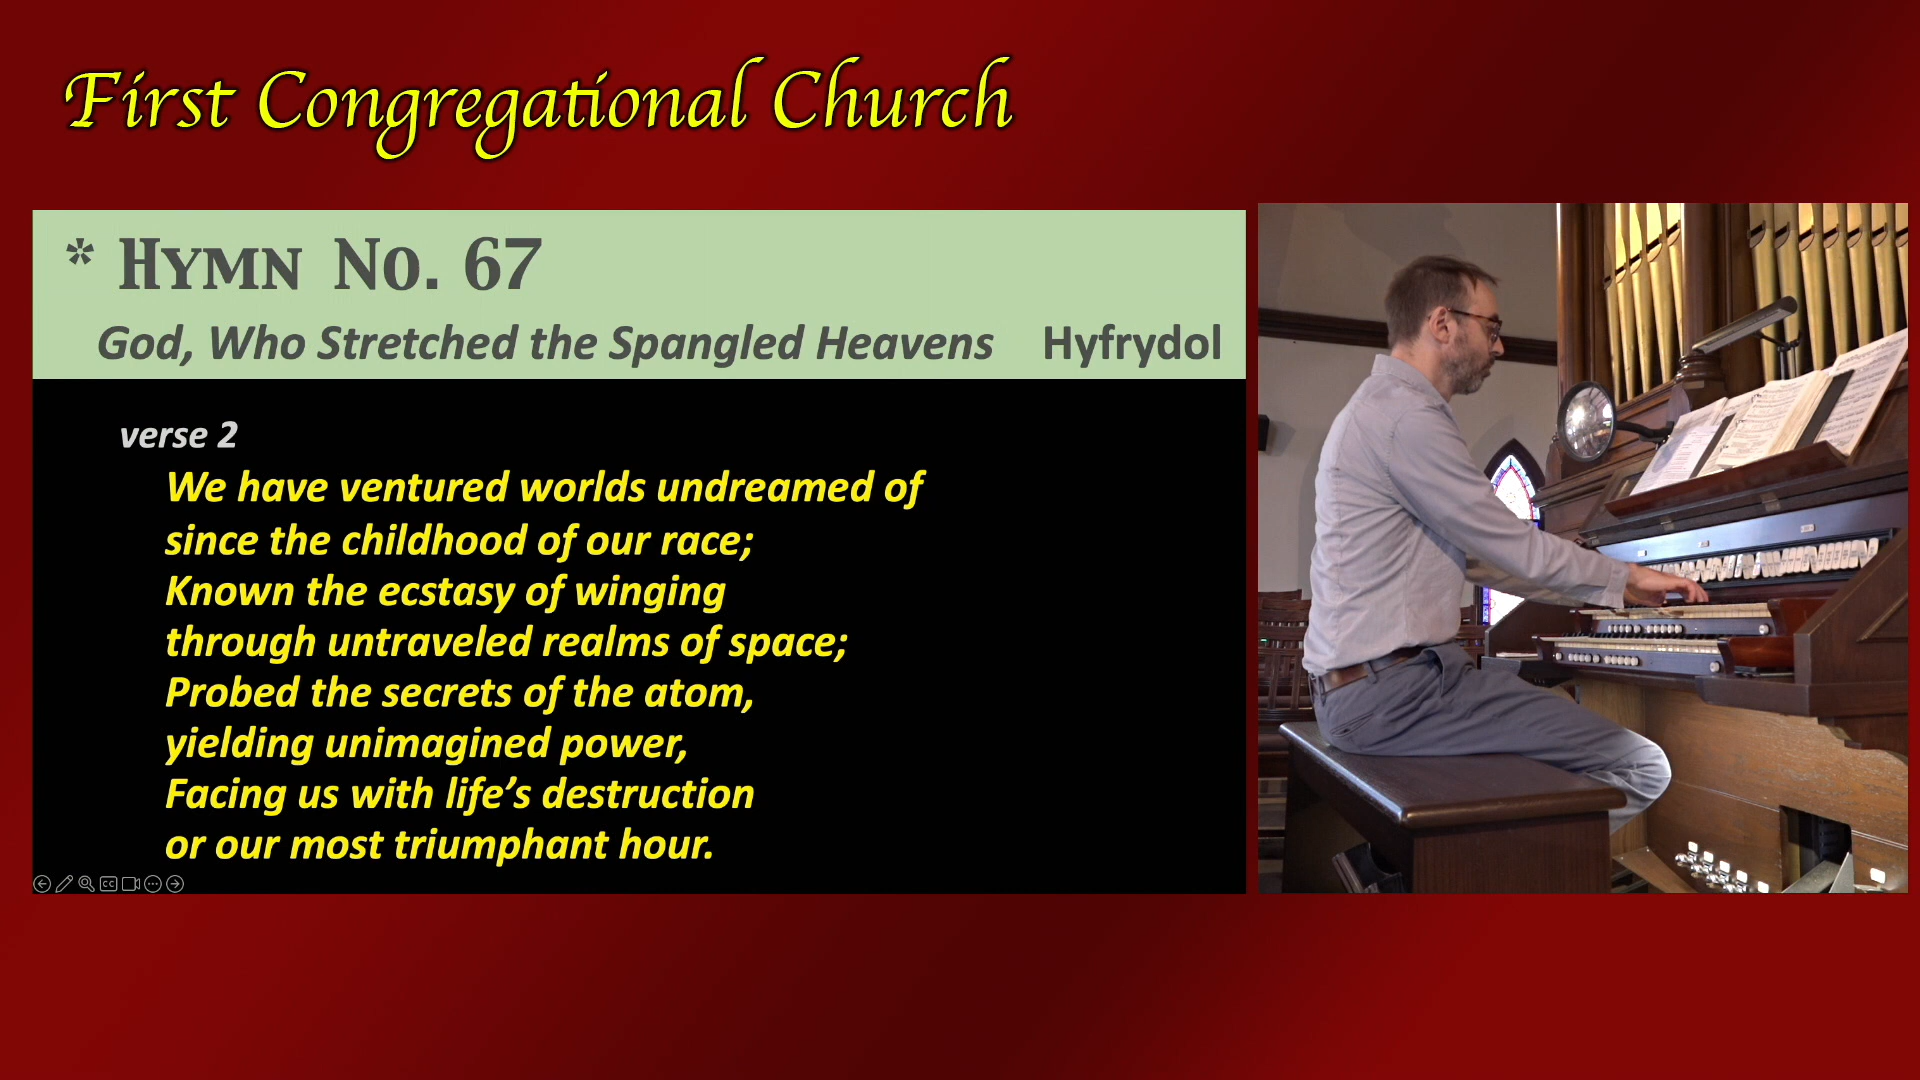 First Congregational Church
* Hymn No. 67
God, Who Stretched the Spangled Heavens Hyfrydol
verse 2
We have ventured worlds undreamed of
since the childhood of our race;
Known the ecstasy of winging
through untraveled realms of space;
Probed the secrets of the atom,
yielding unimagined power,
Facing us with life’s destruction
or our most triumphant hour.
CC